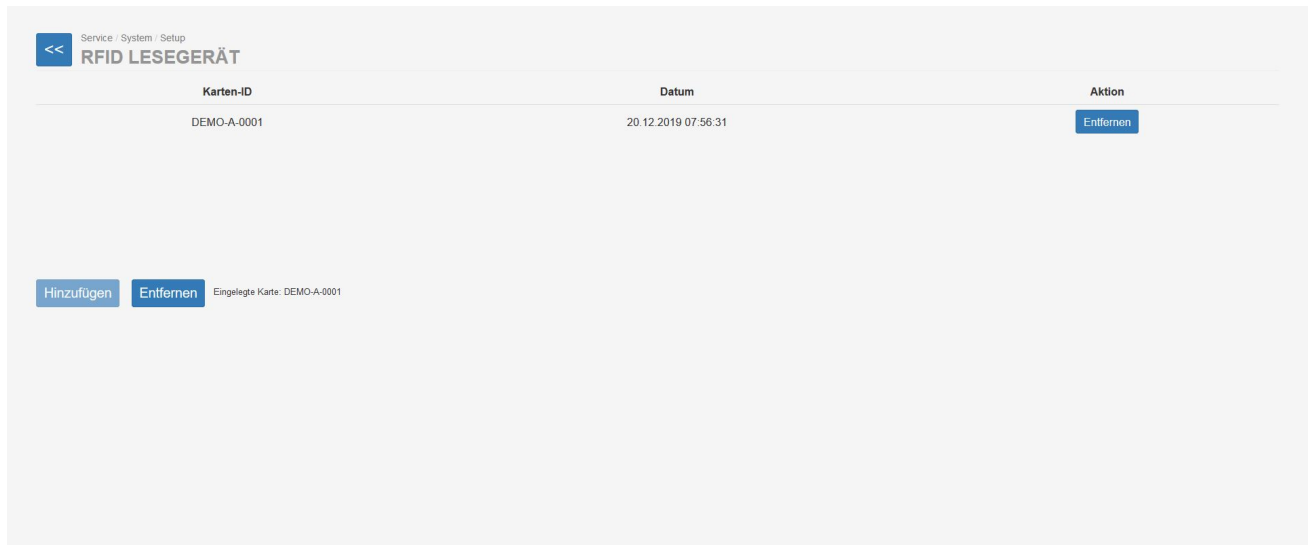 <<
Service / System / Setup
RFID LESEGERÄT
Karten-ID Datum Aktion
DEMO-A-0001 20.12.2019 07:56:31 Entfernen
Hinzufügen Entfernen Eingelegte Karte: DEMO-A-0001